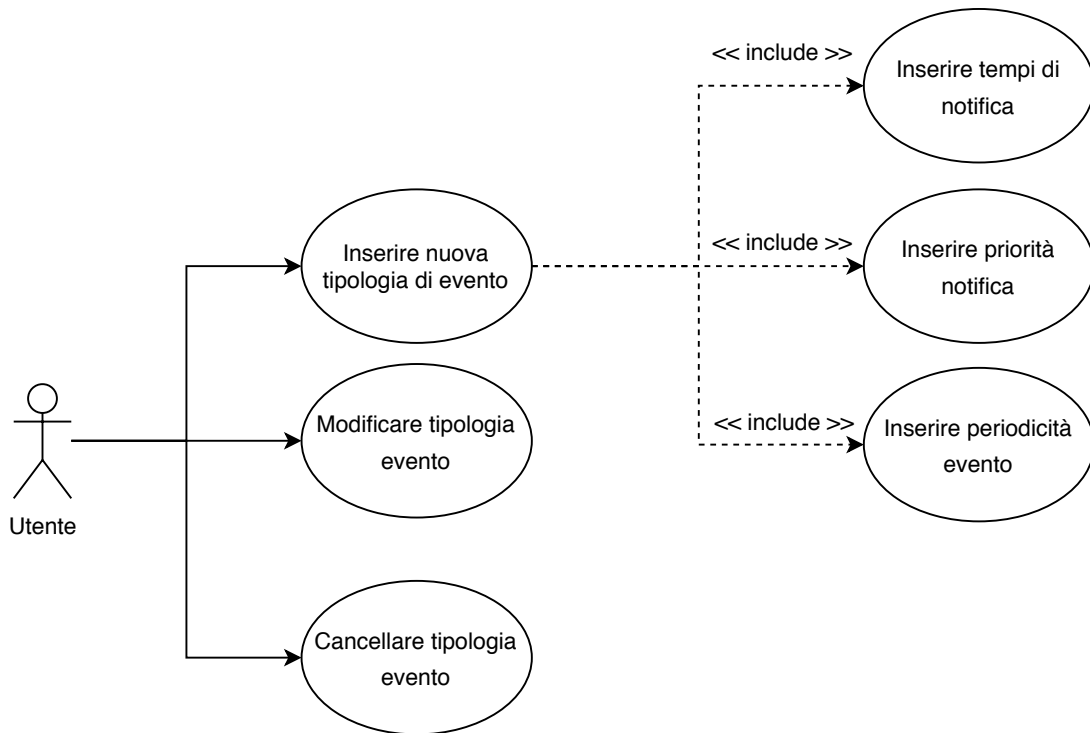 << include >>
Inserire tempi di
notifica
Inserire nuova
tipologia di evento
<< include >>
Inserire priorità
notifica
Modificare tipologia
evento
<< include >>
Inserire periodicità
evento
Utente
Cancellare tipologia
evento